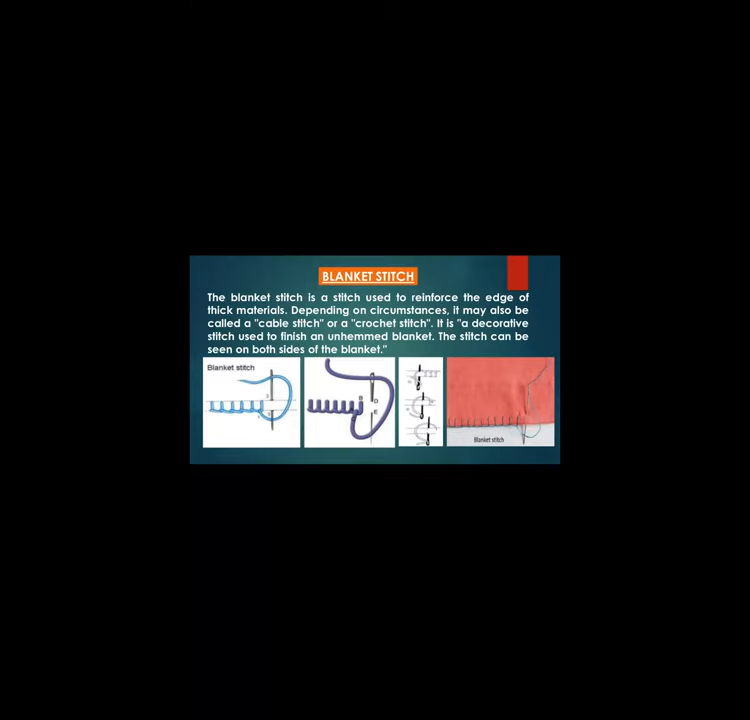 BLANKET STITCH
The blanket stitch is a stitch used to reinforce the edge of
thick materials. Depending on circumstances, it may also be
called a "cable stitch" or a "crochet stitch". It is "a decorative
stitch used to finish an unhemmed blanket. The stitch can be
seen on both sides of the blanket."
Blanket stitch
B
D
E
Blanket stitch